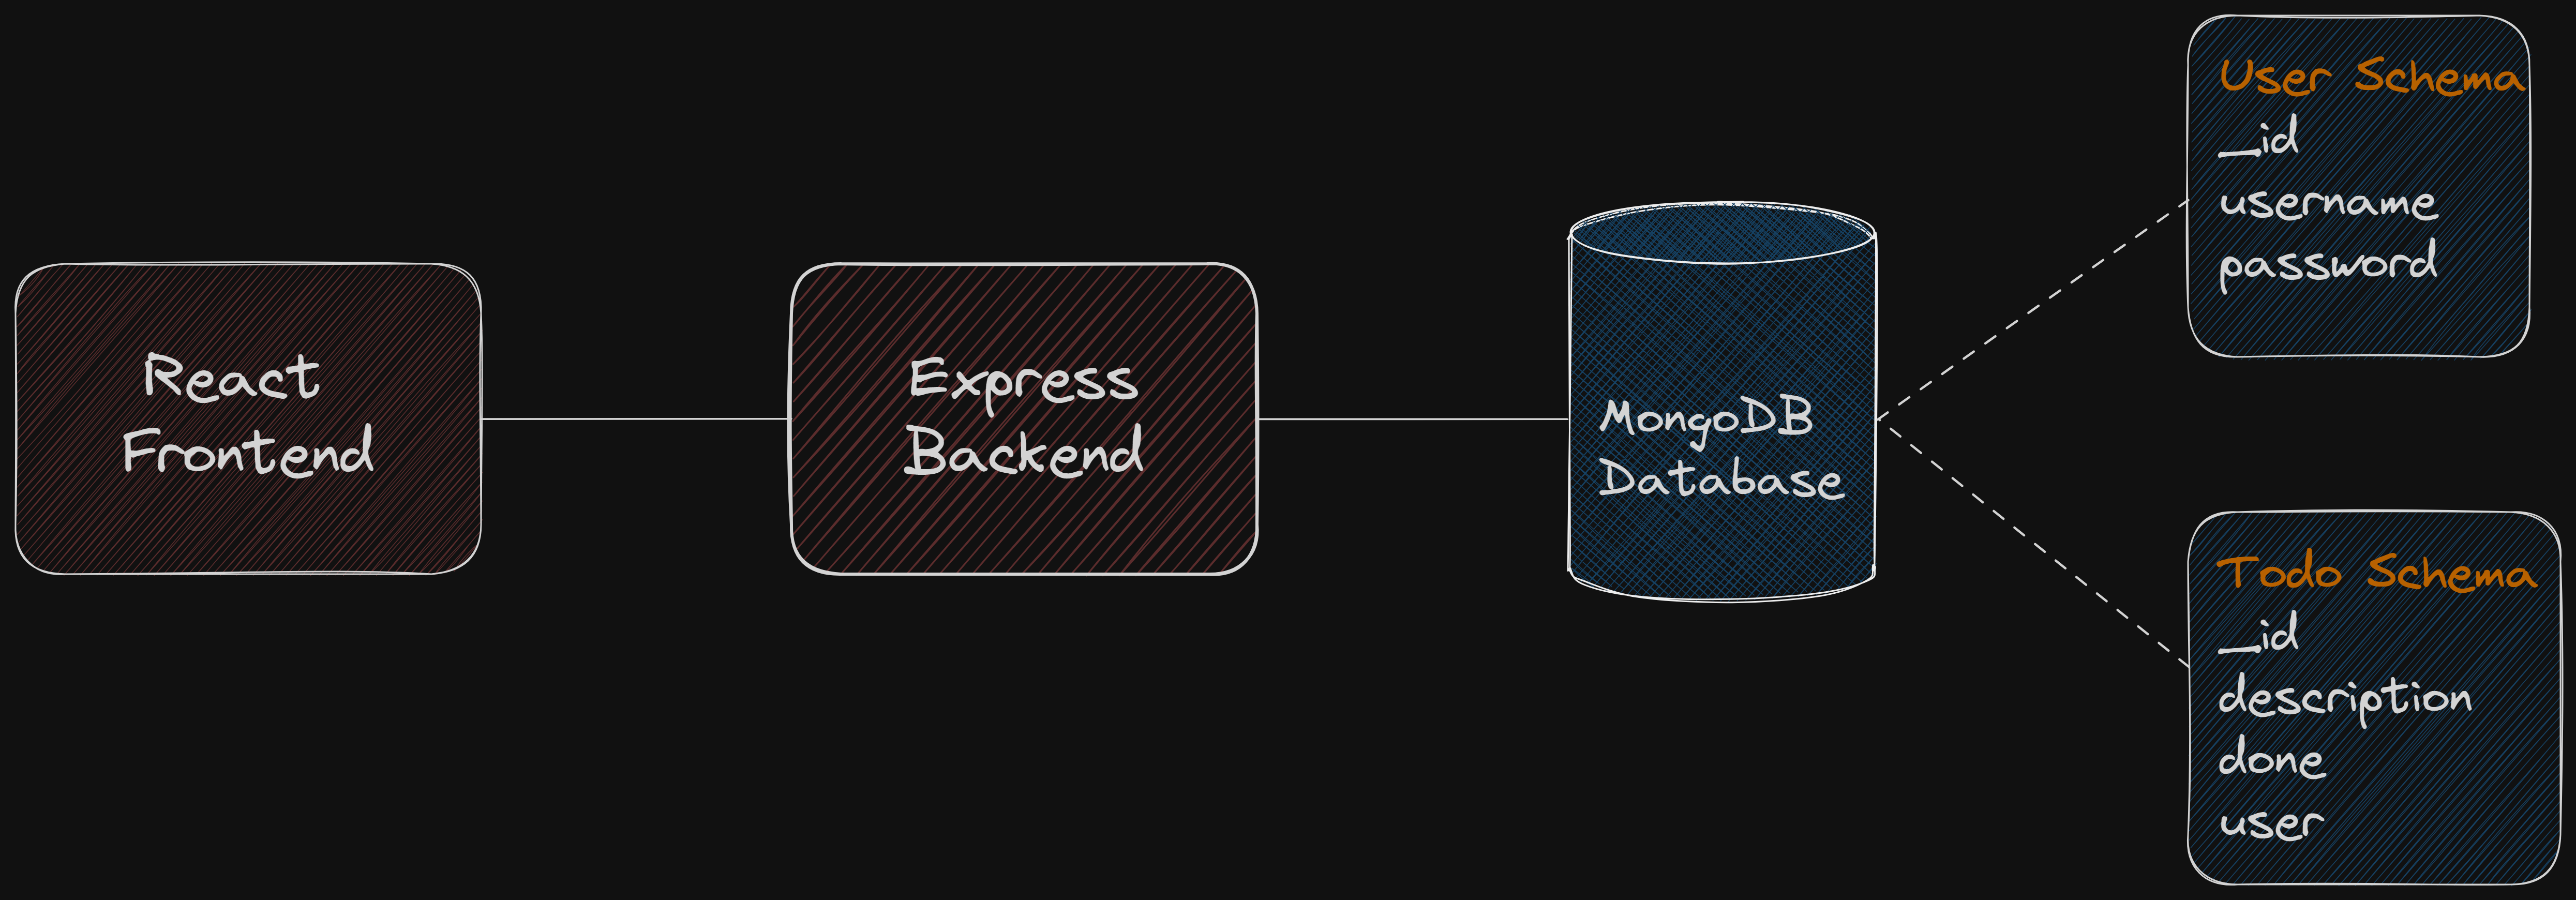 React
Frontend
Express
Backend
MongoDB
Database
User Schema
_id
username
password
Todo Schema
_id
description
done
user